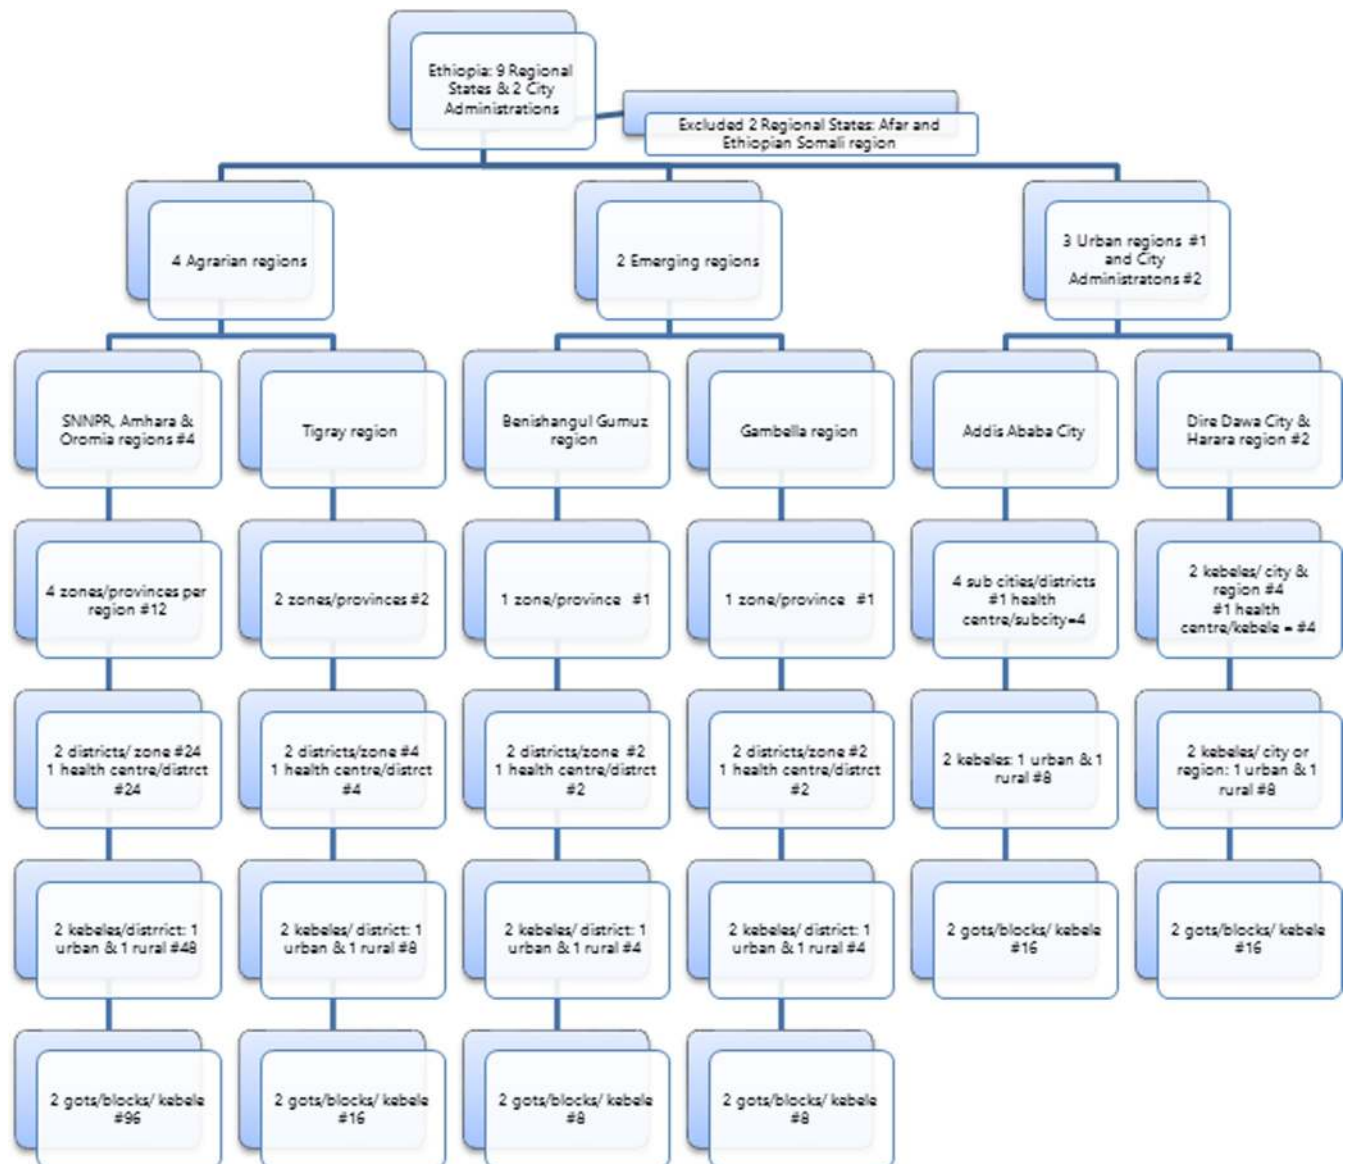 Ethiopia: 9 Regional
States & 2 City
Administrations
Excluded 2 Regional States: Afar and
Ethiopian Somali region
4 Agrarian regions
2 Emerging regions
3 Urban regions #1
and City
Administratons #2
SNNPR, Amhara &
Oromia regions #4
Tigray region
Benishangul Gumuz
region
Gambella region
Addis Ababa City
Dire Dawa City &
Harara region #2
4 zones/provinces per
region #12
2 zones/provinces #2
1 zone/province #1
1 zone/province #1
4 sub cities/districts
#1 health
centre/subcity=4
2 kebeles/ city &
region #4
#1 health
centre/kebele = #4
2 districts/ zone #24
1 health centre/distrct
#24
2 districts/zone #4
1 health centre/distrct
#4
2 districts/zone #2
1 health centre/distrct
#2
2 districts/zone #2
1 health centre/distrct
#2
2 kebeles: 1 urban & 1
rural #8
2 kebeles/ city or
region: 1 urban & 1
rural #8
2 kebeles/distrrict: 1
urban & 1 rural #48
2 kebeles/ district: 1
urban & 1 rural #8
2 kebeles/ district: 1
urban & 1 rural #4
2 kebeles/ district: 1
urban & 1 rural #4
2 gots/blocks/ kebele
#16
2 gots/blocks/ kebele
#16
2 gots/blocks/ kebele
#96
2 gots/blocks/ kebele
#16
2 gots/blocks/ kebele
#8
2 gots/blocks/ kebele
#8